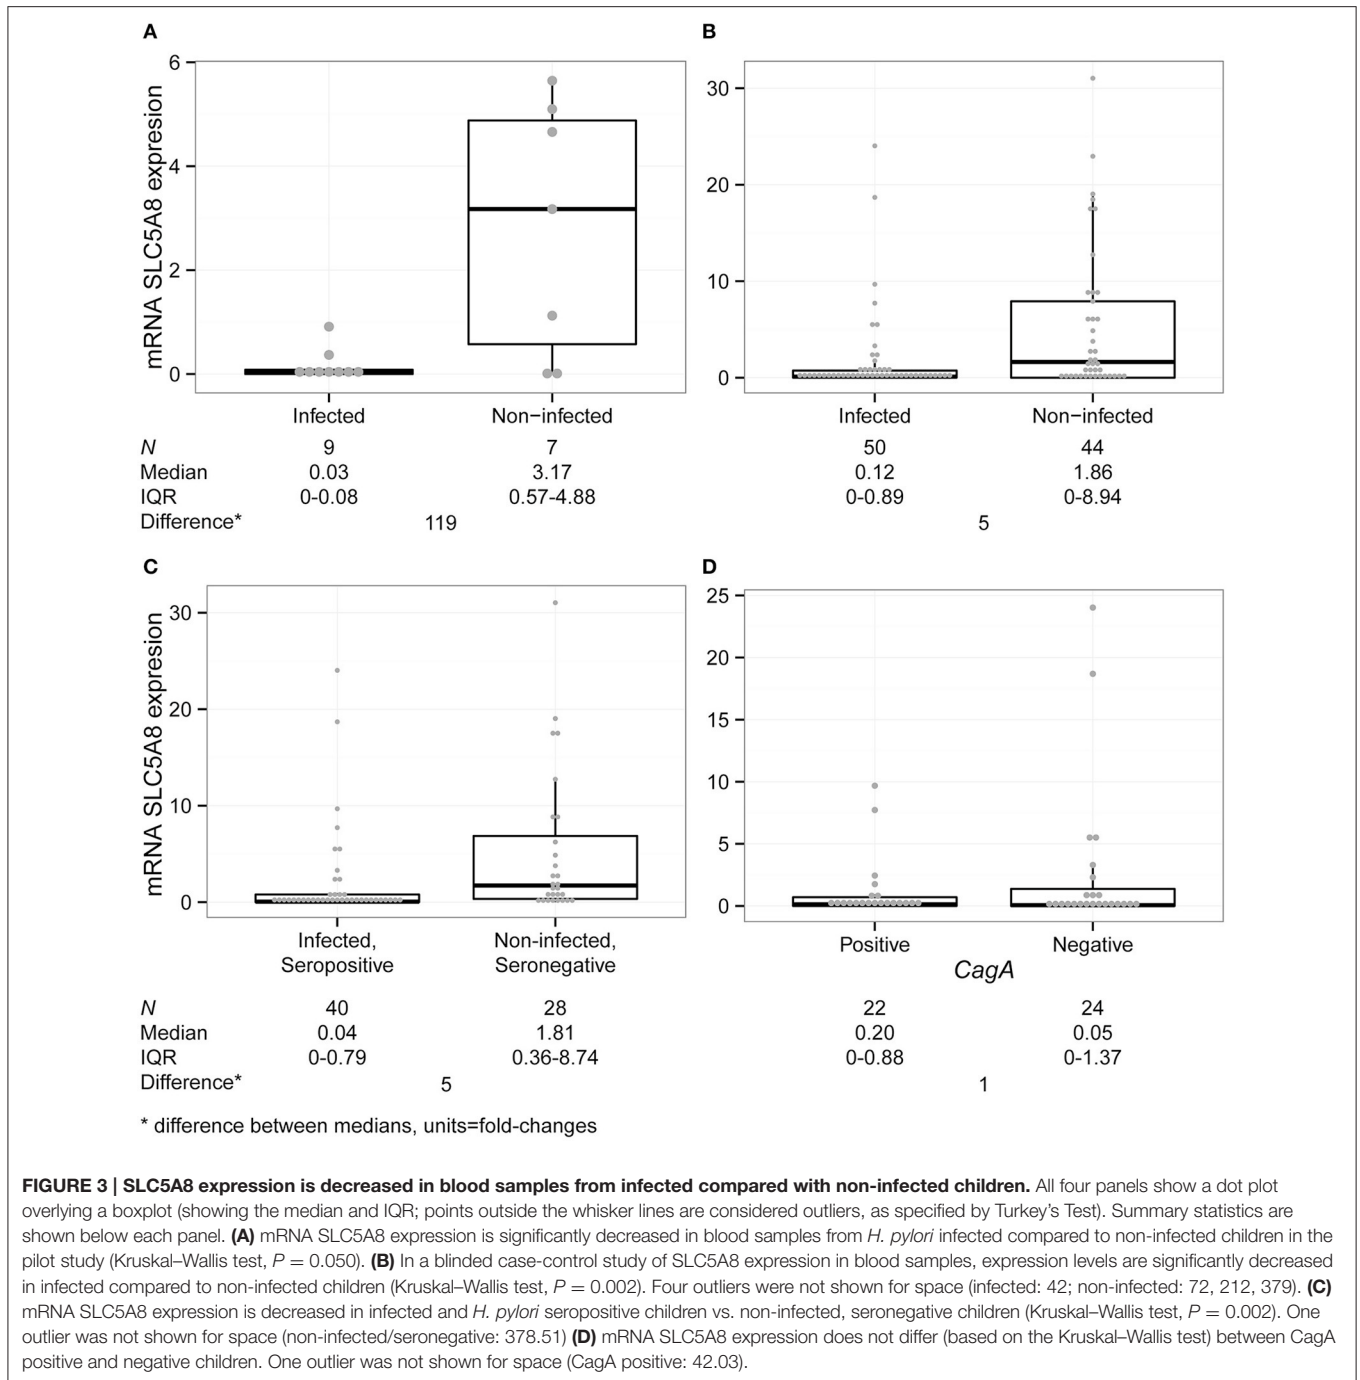 A
mRNA SLC5A8 expresion
6
4
2
0
Infected
Non−infected
N 9 7
Median 0.03 3.17
IQR 0-0.08 0.57-4.88
Difference* 119
B
30
20
10
0
Infected
Non−infected
50 44
0.12 1.86
0-0.89 0-8.94
5
C
mRNA SLC5A8 expresion
30
20
10
0
Infected,
Seropositive
Non-infected,
Seronegative
N 40 28
Median 0.04 1.81
IQR 0-0.79 0.36-8.74
Difference* 5
D
25
20
15
10
5
0
Positive
Negative
CagA
22 24
0.20 0.05
0-0.88 0-1.37
1
* difference between medians, units=fold-changes
FIGURE 3 | SLC5A8 expression is decreased in blood samples from infected compared with non-infected children. All four panels show a dot plot
overlying a boxplot (showing the median and IQR; points outside the whisker lines are considered outliers, as specified by Turkey's Test). Summary statistics are
shown below each panel. (A) mRNA SLC5A8 expression is significantly decreased in blood samples from H. pylori infected compared to non-infected children in the
pilot study (Kruskal–Wallis test, P = 0.050). (B) In a blinded case-control study of SLC5A8 expression in blood samples, expression levels are significantly decreased
in infected compared to non-infected children (Kruskal–Wallis test, P = 0.002). Four outliers were not shown for space (infected: 42; non-infected: 72, 212, 379). (C)
mRNA SLC5A8 expression is decreased in infected and H. pylori seropositive children vs. non-infected, seronegative children (Kruskal–Wallis test, P = 0.002). One
outlier was not shown for space (non-infected/seronegative: 378.51) (D) mRNA SLC5A8 expression does not differ (based on the Kruskal–Wallis test) between CagA
positive and negative children. One outlier was not shown for space (CagA positive: 42.03).